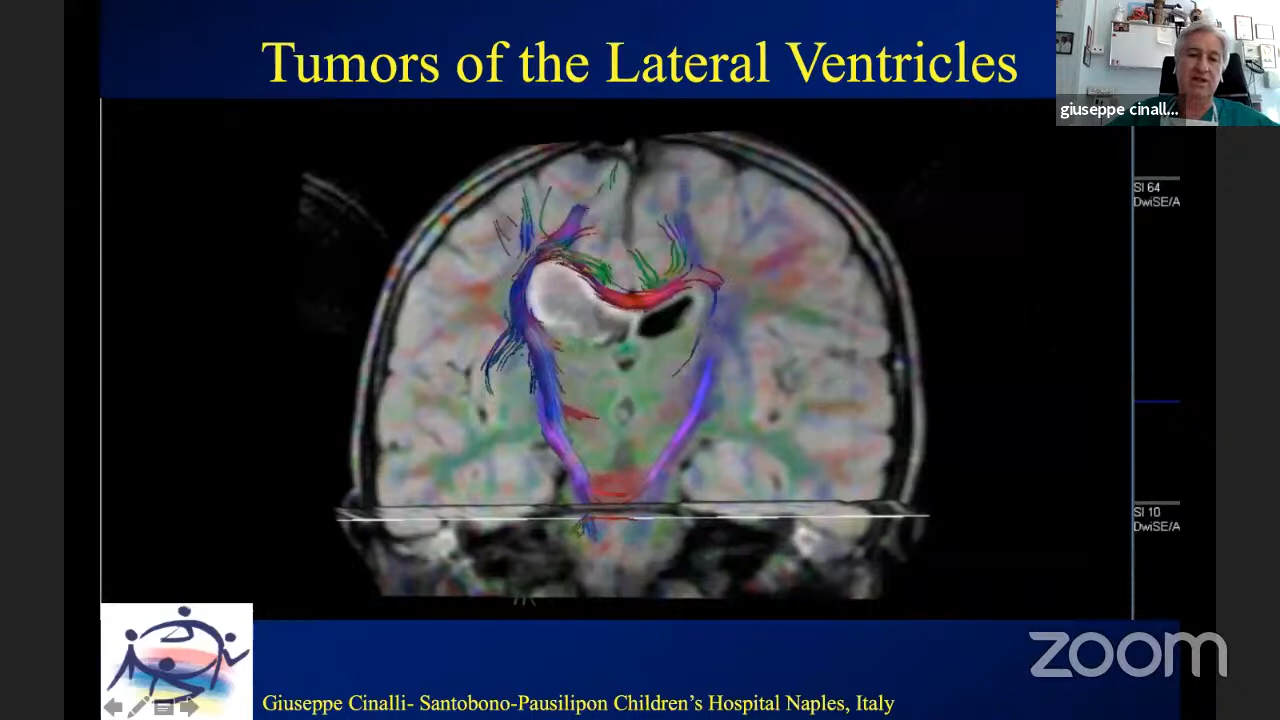 Tumors of the Lateral Ventricles
giuseppe cinall...
SI 64
DwiSE/A
SI 10
DwiSE/A
zoom
Giuseppe Cinalli- Santobono-Pausilipon Children's Hospital Naples, Italy